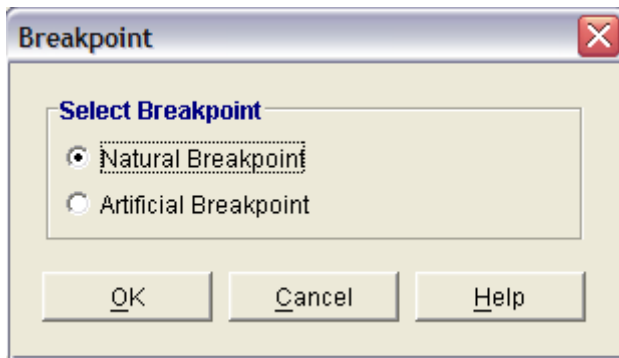 Breakpoint
Select Breakpoint
Natural Breakpoint
Artificial Breakpoint
OK Cancel Help